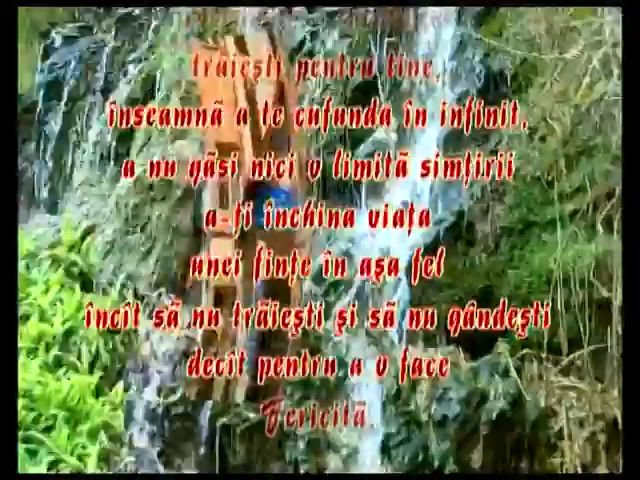 trăiești pentru tine,
înseamnă a te cufunda în infinit,
a nu găsi nici o limită simțirii
a-ți închina viața
unei ființe în așa fel
încît să nu trăiești și să nu gândești
decît pentru a o face
Fericită.